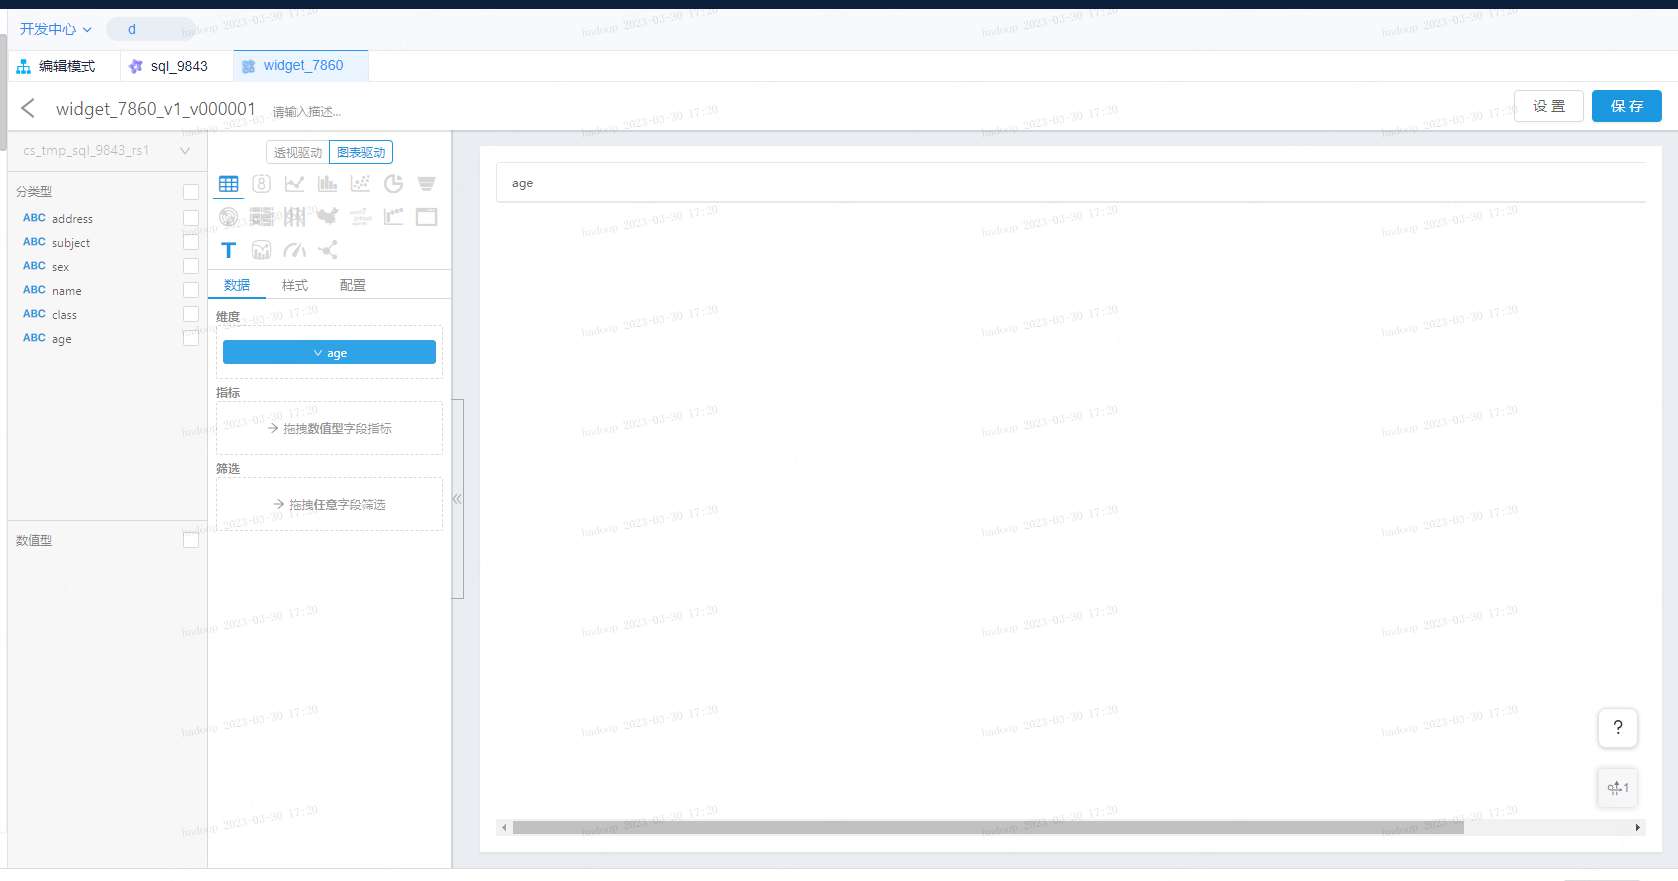 开发中心
d
编辑模式
sql_9843
widget_7860
widget_7860_v1_v000001
请输入描述...
设 置
保 存
cs_tmp_sql_9843_rs1
分类型
ABC address
ABC subject
ABC sex
ABC name
ABC class
ABC age
数值型
透视驱动
图表驱动
T
数据
样式
配置
维度
age
指标
拖拽数值型字段指标
筛选
拖拽任意字段筛选
age
?
1
hadoop 2023-03-30 17:20